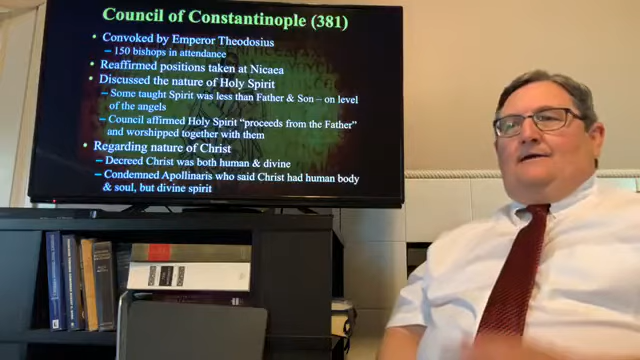 Council of Constantinople (381)
• Convoked by Emperor Theodosius
– 150 bishops in attendance
• Reaffirmed positions taken at Nicaea
• Discussed the nature of Holy Spirit
– Some taught Spirit was less than Father & Son – on level
of the angels
– Council affirmed Holy Spirit "proceeds from the Father"
and worshipped together with them
• Regarding nature of Christ
– Decreed Christ was both human & divine
– Condemned Apollinaris who said Christ had human body
& soul, but divine spirit